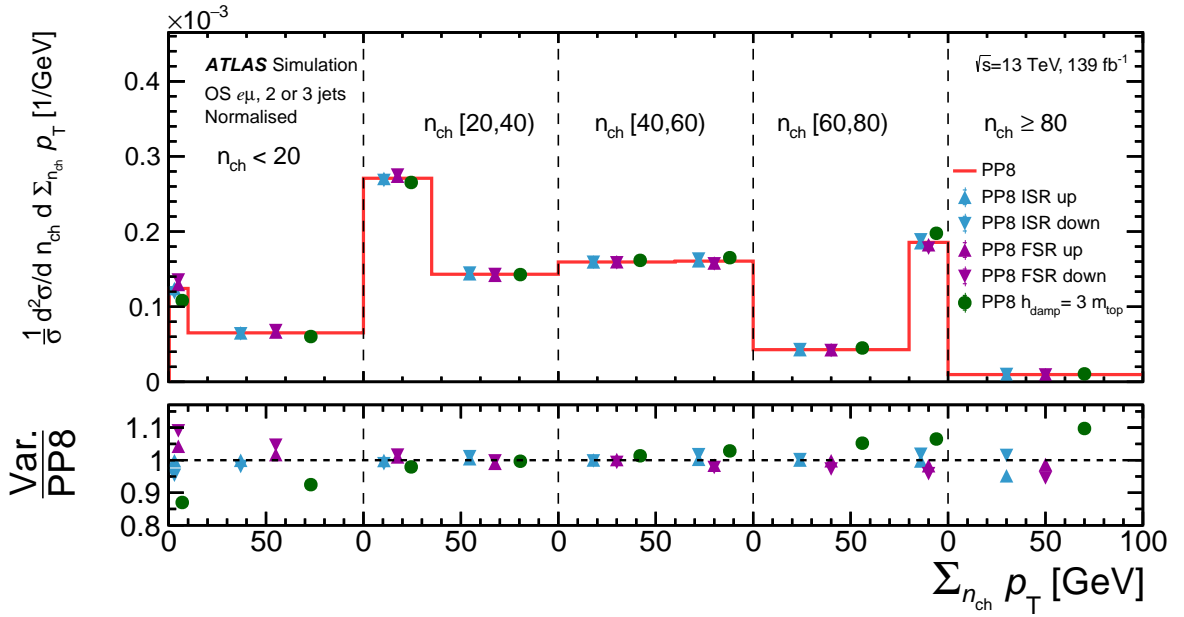 ×10⁻³
1/σ d²σ/d n_ch d Σ_{n_ch} p_T [1/GeV]
0.4
0.3
0.2
0.1
0
ATLAS Simulation
OS eμ, 2 or 3 jets
Normalised
√s=13 TeV, 139 fb⁻¹
n_ch < 20
n_ch [20,40)
n_ch [40,60)
n_ch [60,80)
n_ch ≥ 80
PP8
PP8 ISR up
PP8 ISR down
PP8 FSR up
PP8 FSR down
PP8 h_damp= 3 m_top
Var.
PP8
1.1
1
0.9
0.8
0 50 0 50 0 50 0 50 0 50 100
Σ_{n_ch} p_T [GeV]